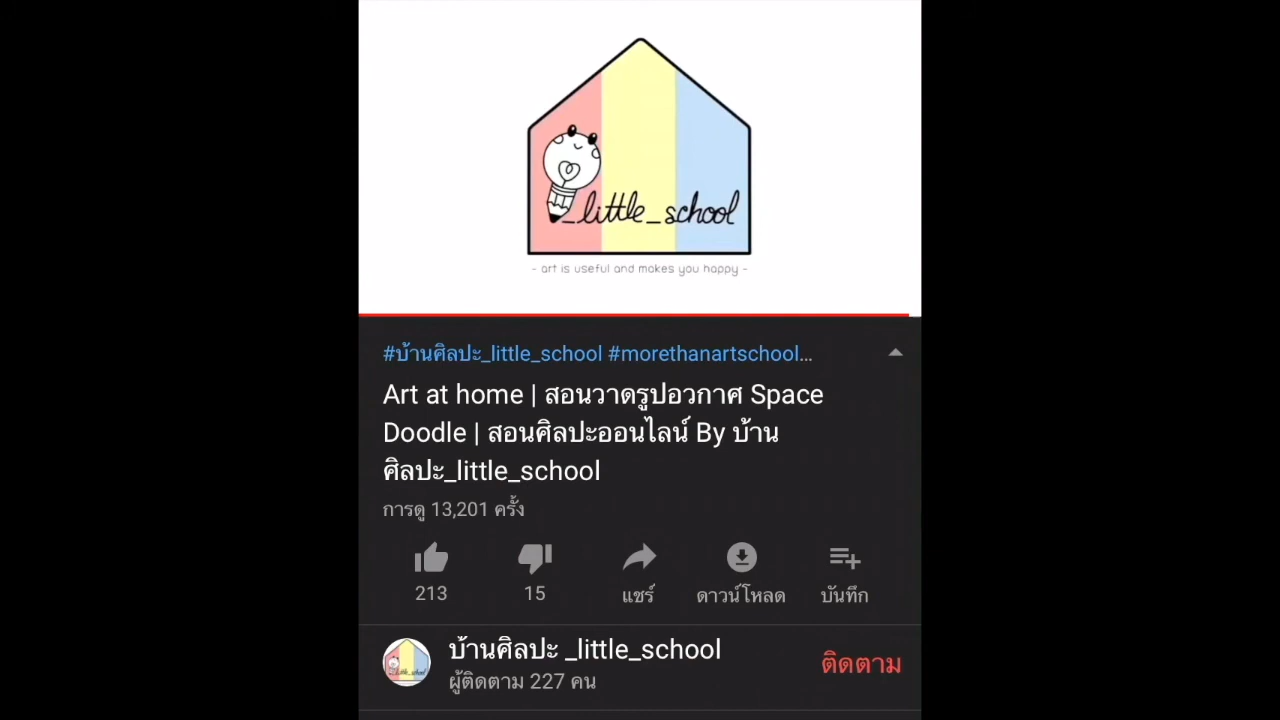 _little_school
- art is useful and makes you happy -
#บ้านศิลปะ_little_school #morethanartschool...
Art at home | สอนวาดรูปอวกาศ Space
Doodle | สอนศิลปะออนไลน์ By บ้าน
ศิลปะ_little_school
การดู 13,201 ครั้ง
213 15 แชร์ ดาวน์โหลด บันทึก
บ้านศิลปะ _little_school
ติดตาม
ผู้ติดตาม 227 คน